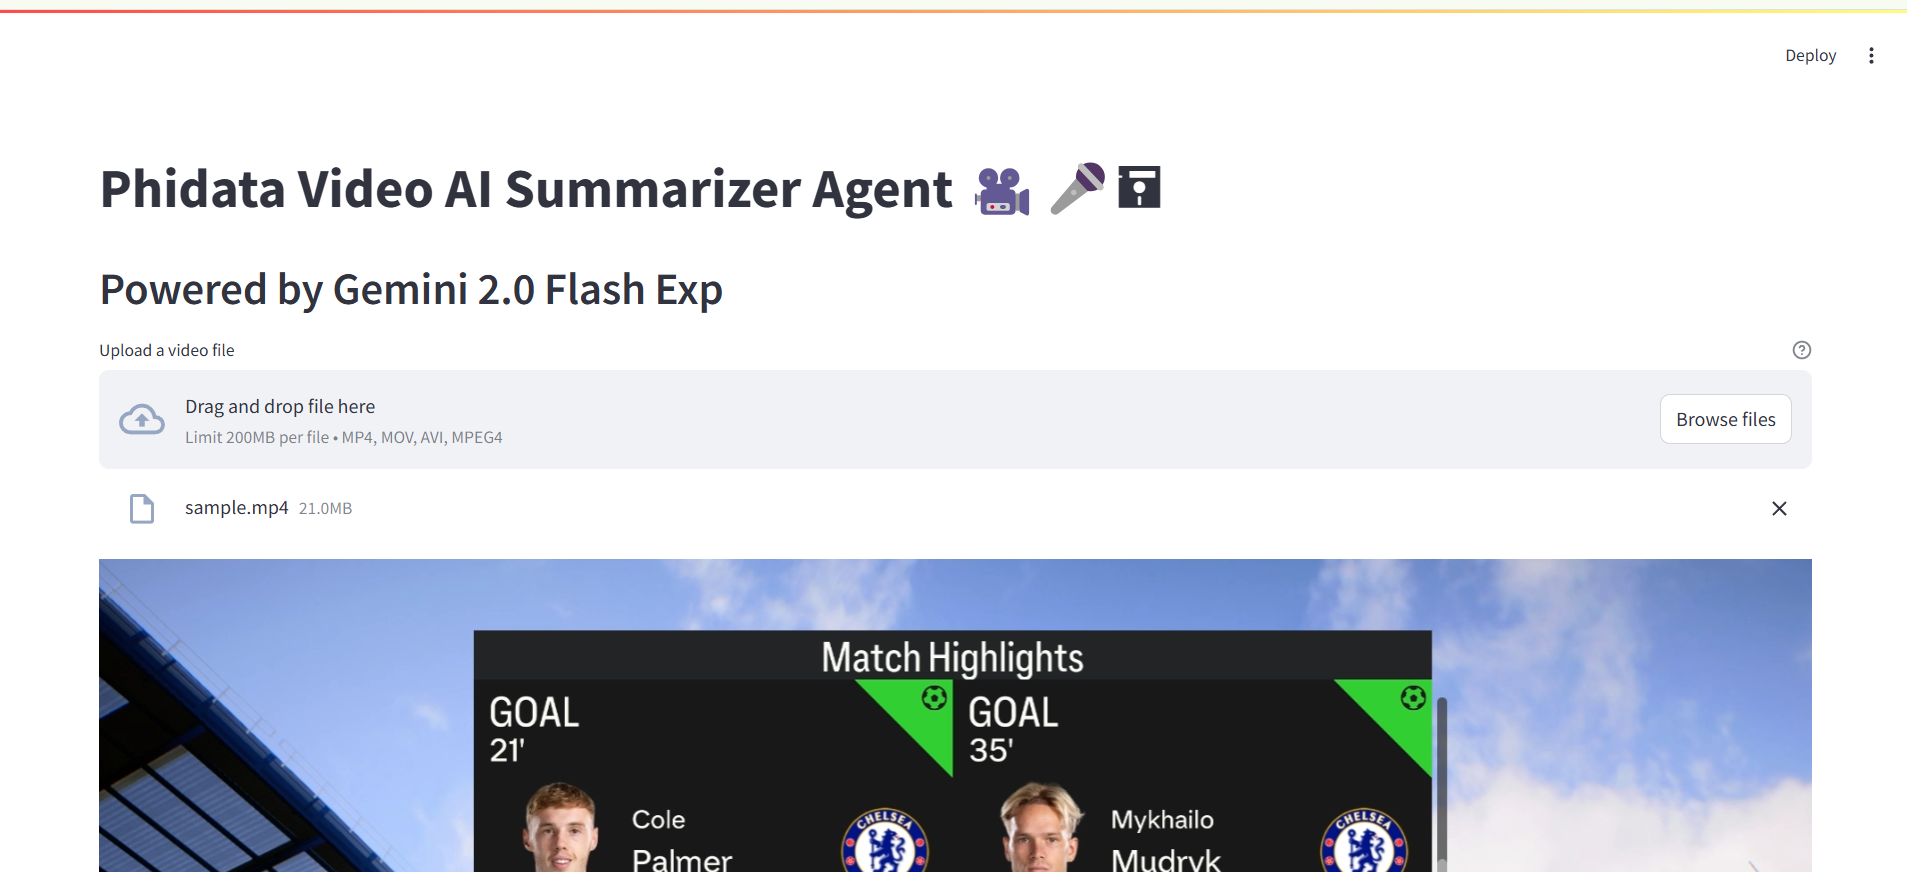 Deploy
Phidata Video AI Summarizer Agent
Powered by Gemini 2.0 Flash Exp
Upload a video file
Drag and drop file here
Limit 200MB per file • MP4, MOV, AVI, MPEG4
Browse files
sample.mp4 21.0MB
Match Highlights
GOAL
21'
Cole
Palmer
CHELSEA
GOAL
35'
Mykhailo
Mudryk
CHELSEA